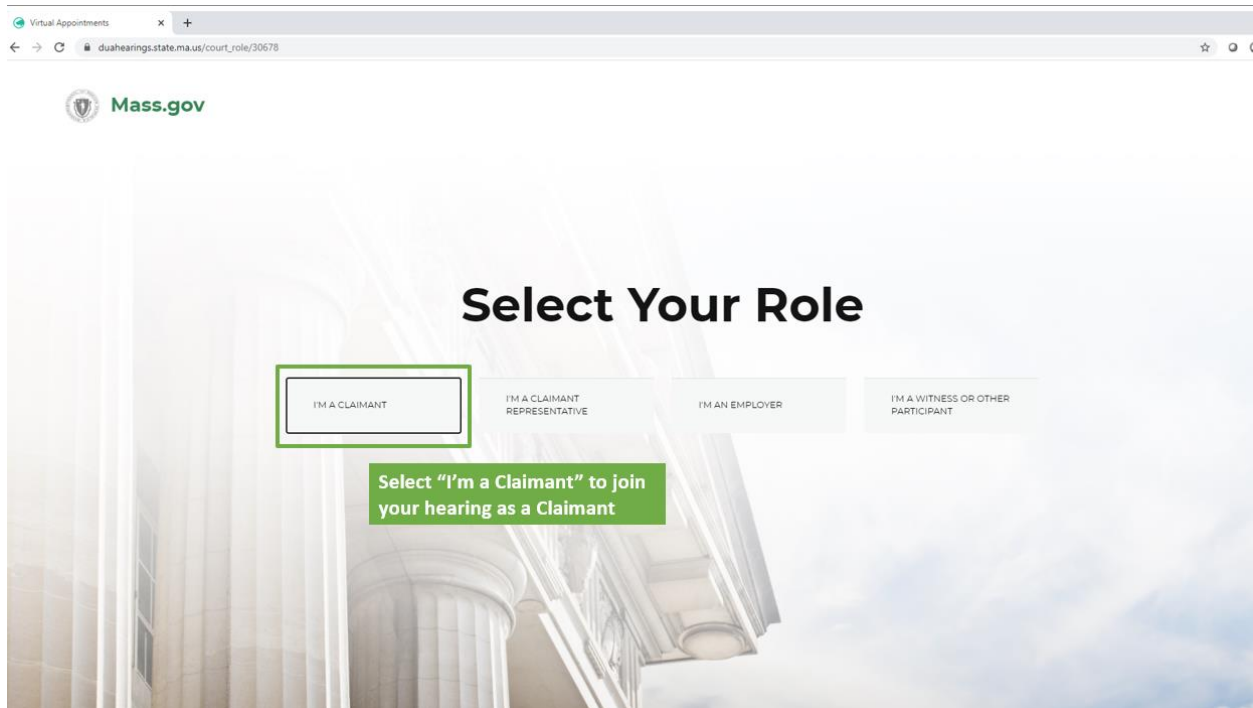 Virtual Appointments
duahearings.state.ma.us/court_role/30678
Mass.gov
Select Your Role
I'M A CLAIMANT
I'M A CLAIMANT
REPRESENTATIVE
I'M AN EMPLOYER
I'M A WITNESS OR OTHER
PARTICIPANT
Select “I’m a Claimant” to join
your hearing as a Claimant